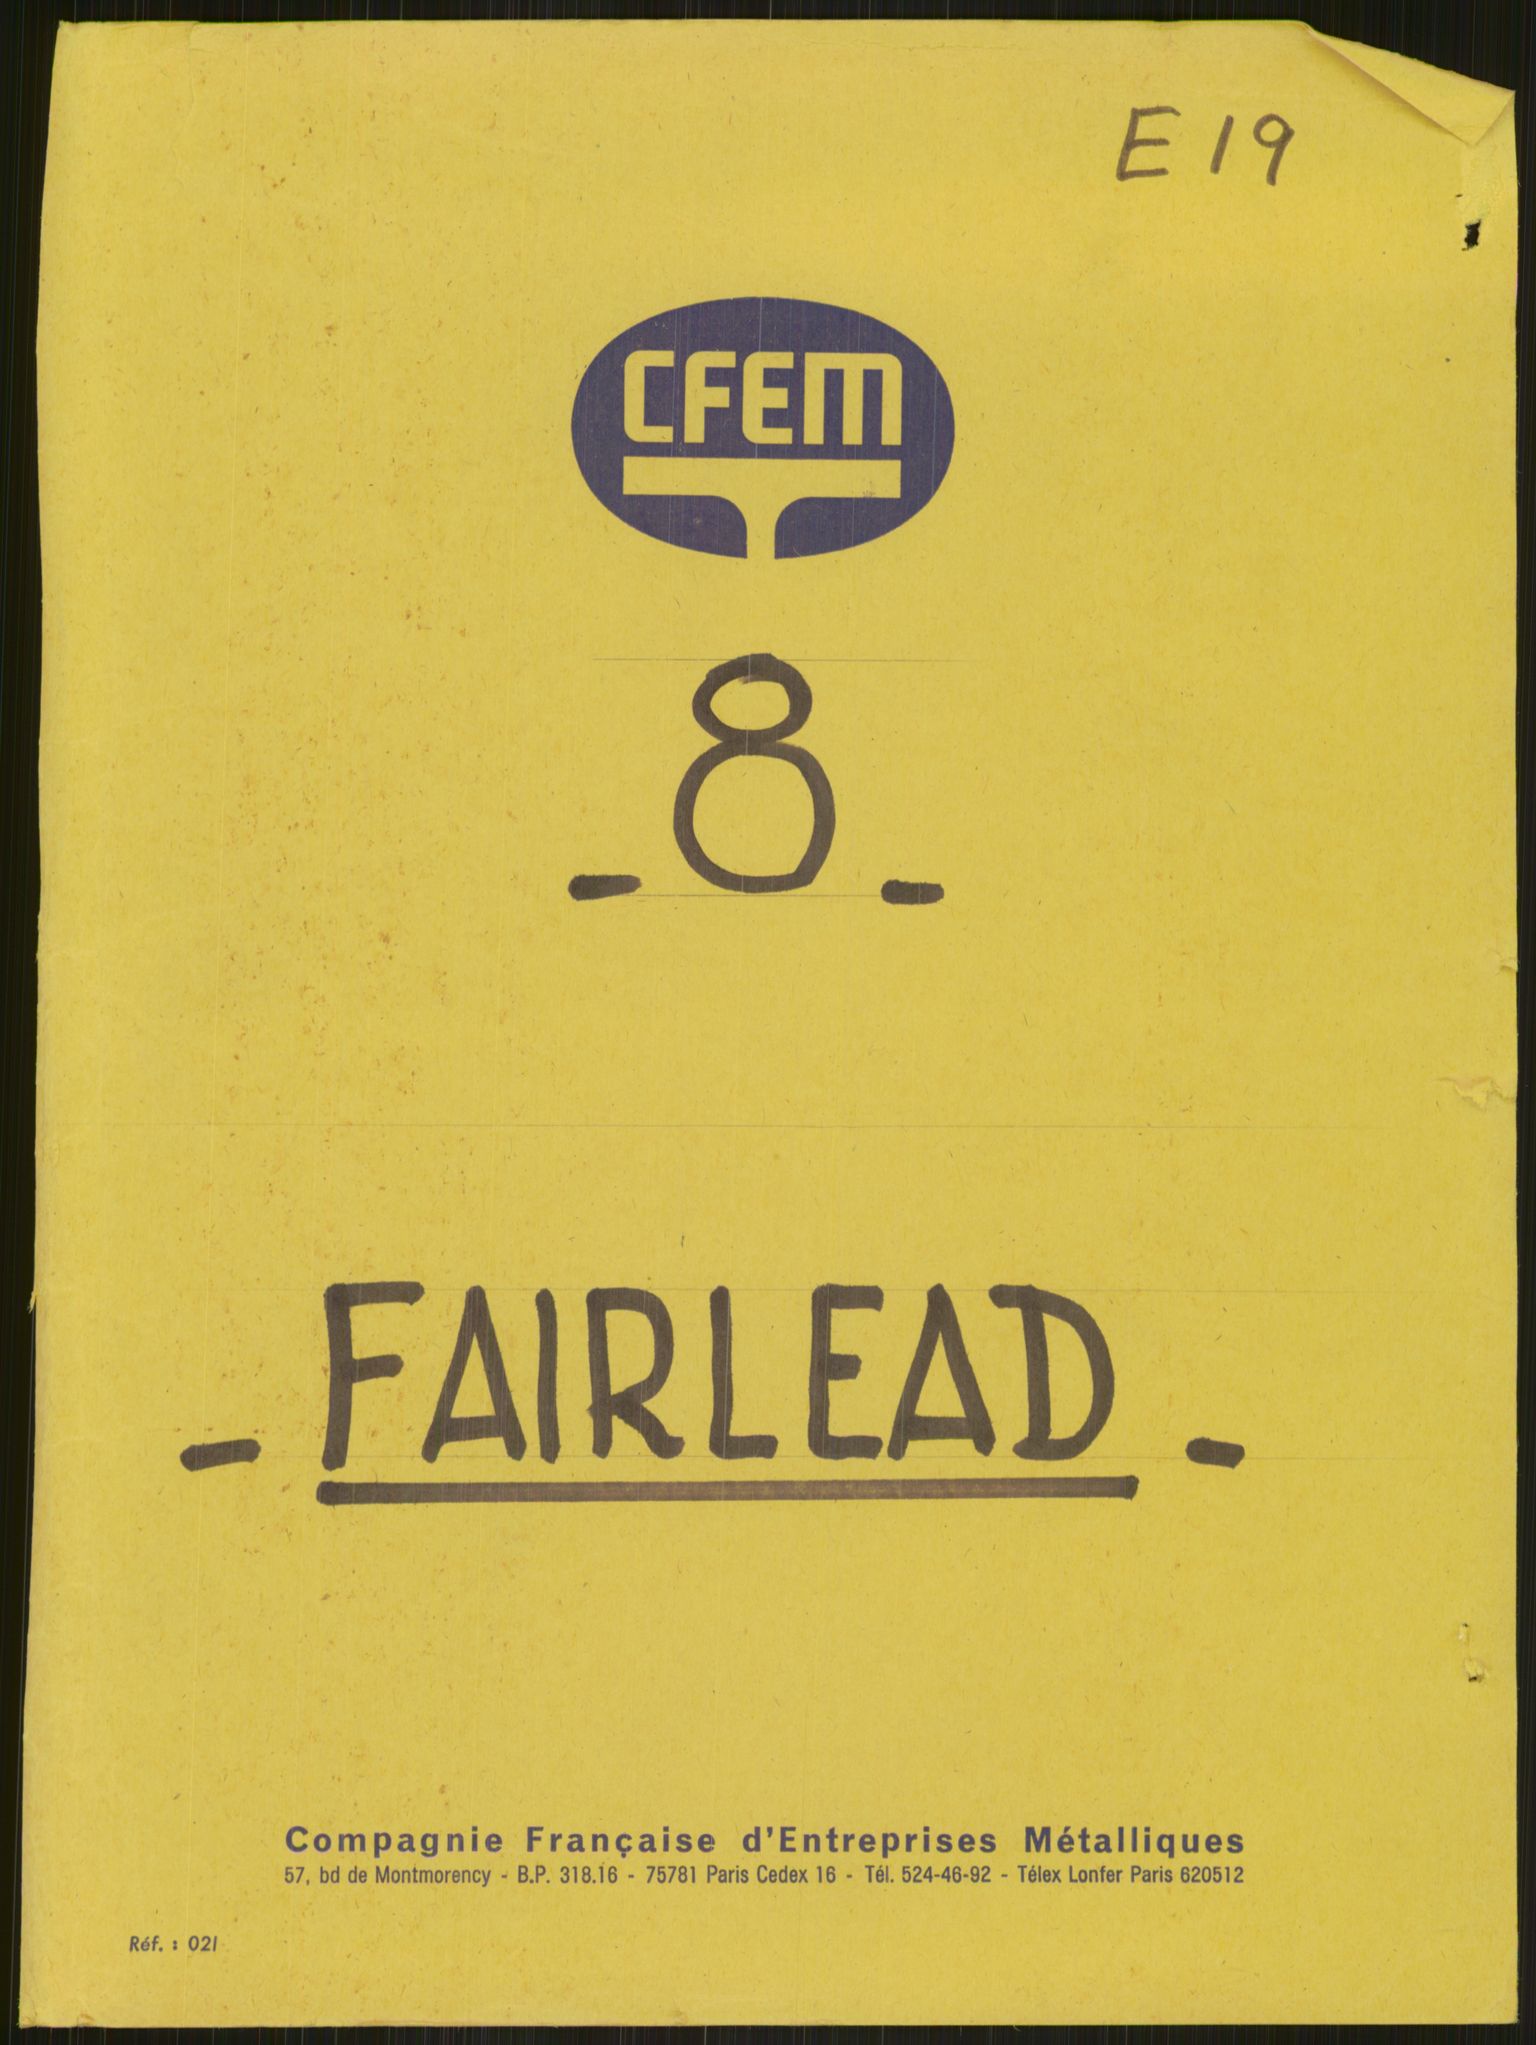 E 19
CFEM
- 8 -
- FAIRLEAD -
Compagnie Française d'Entreprises Métalliques
57, bd de Montmorency - B.P. 318.16 - 75781 Paris Cedex 16 - Tél. 524-46-92 - Télex Lonfer Paris 620512
Réf. : 021